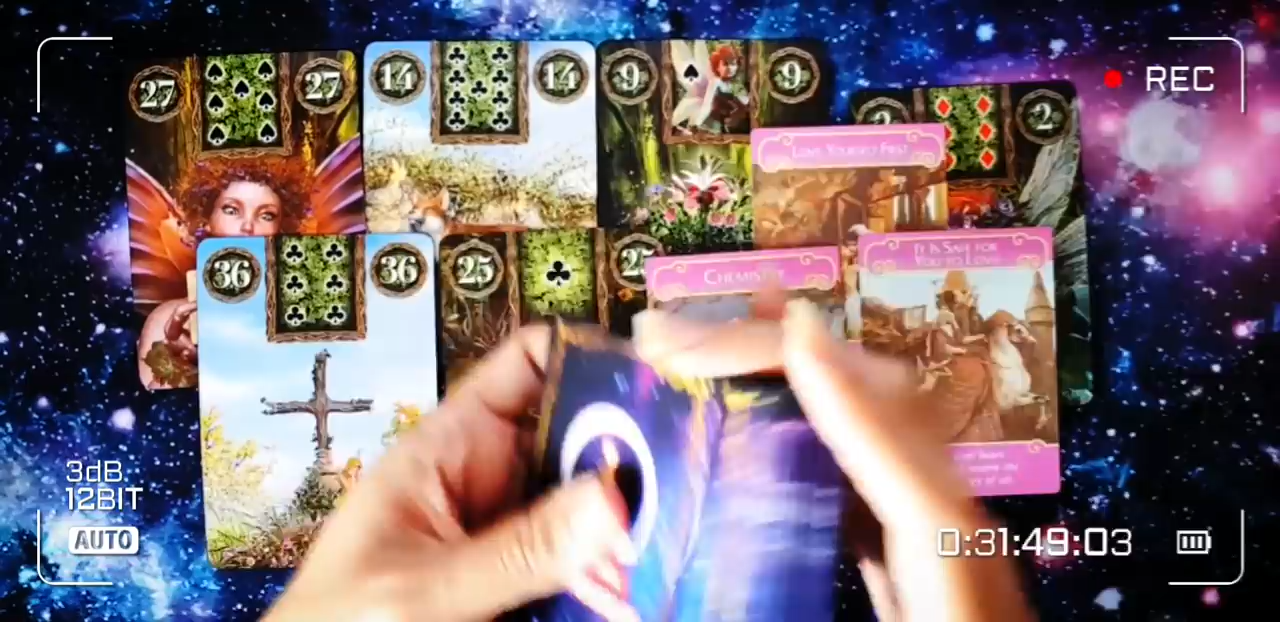 REC
27
27
14
14
9
9
2
LOVE YOURSELF FIRST
36
36
25
25
CHEMISTRY
IT IS SAFE FOR
YOU TO LOVE
3dB
12BIT
AUTO
0:31:49:03